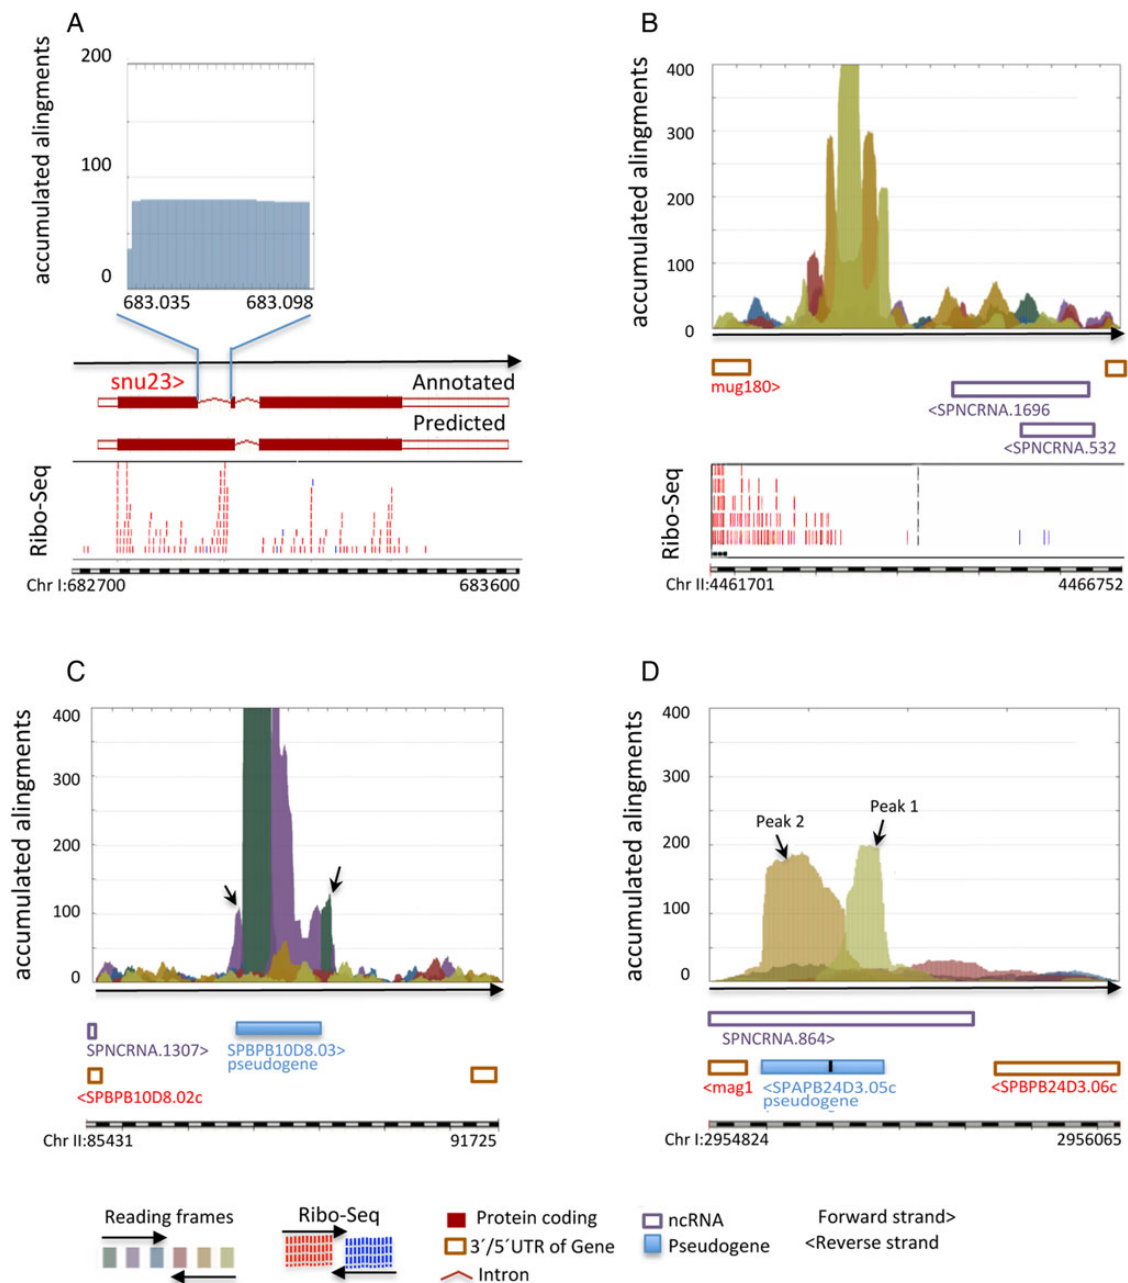 A
200
100
0
accumulated alingments
683.035 683.098
snu23>
Annotated
Predicted
Ribo-Seq
Chr I:682700 683600
B
400
300
200
100
0
accumulated alingments
mug180>
<SPNCRNA.1696
<SPNCRNA.532
Ribo-Seq
Chr II:4461701 4466752
C
400
300
200
100
0
accumulated alingments
SPNCRNA.1307>
SPBPB10D8.03>
pseudogene
<SPBPB10D8.02c
Chr II:85431 91725
D
400
300
200
100
0
accumulated alingments
Peak 2
Peak 1
SPNCRNA.864>
<mag1
<SPAPB24D3.05c
pseudogene
<SPBPB24D3.06c
Chr I:2954824 2956065
Reading frames
Ribo-Seq
Protein coding
3´/5´UTR of Gene
Intron
ncRNA
Pseudogene
Forward strand>
<Reverse strand